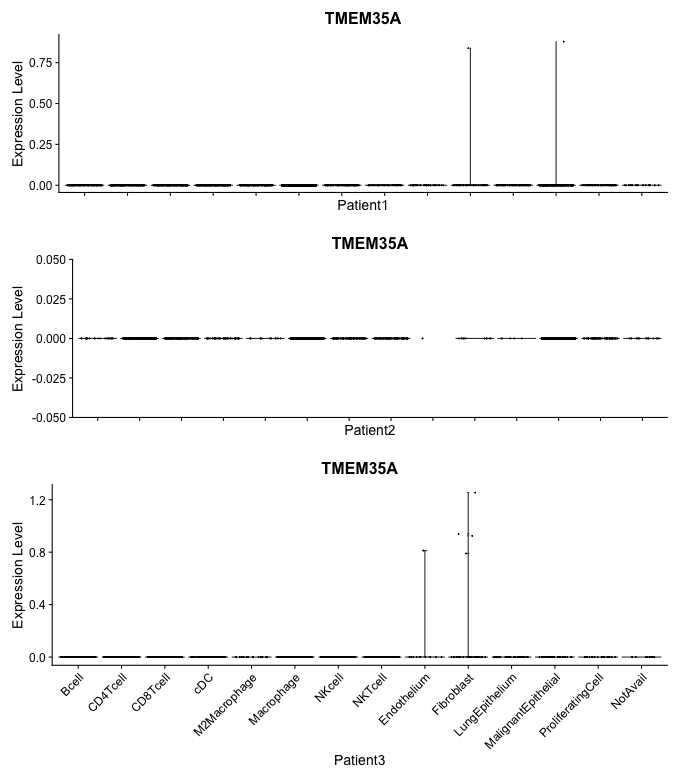 TMEM35A
Expression Level
0.75
0.50
0.25
0.00
Patient1
TMEM35A
Expression Level
0.050
0.025
0.000
-0.025
-0.050
Patient2
TMEM35A
Expression Level
1.2
0.8
0.4
0.0
Bcell
CD4Tcell
CD8Tcell
cDC
M2Macrophage
Macrophage
NKcell
NKTcell
Endothelium
Fibroblast
LungEpithelium
MalignantEpithelial
ProliferatingCell
NotAvail
Patient3